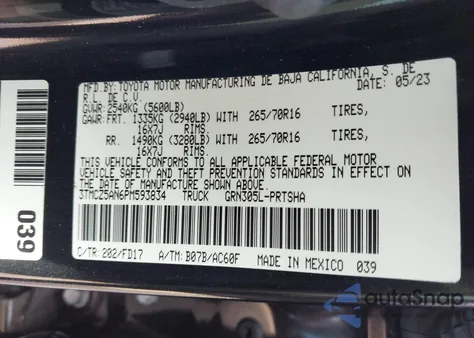 MFD.BY:TOYOTA MOTOR MANUFACTURING DE BAJA CALIFORNIA, S. DE
R.L. DE C.V. 05/23
GVWR:2540KG (5600LB)
GAWR:FRT. 1335KG (2940LB) WITH 265/70R16 TIRES,
16X7J RIMS.
RR. 1490KG (3280LB) WITH 265/70R16 TIRES,
16X7J RIMS.
THIS VEHICLE CONFORMS TO ALL APPLICABLE FEDERAL MOTOR
VEHICLE SAFETY AND THEFT PREVENTION STANDARDS IN EFFECT ON
THE DATE OF MANUFACTURE SHOWN ABOVE.
3TMCZ5AN6PM593834 TRUCK GRN305L-PRTSHA
C/TR:202/FD17 A/TM:B07B/AC60F MADE IN MEXICO 039
039
autoSnap